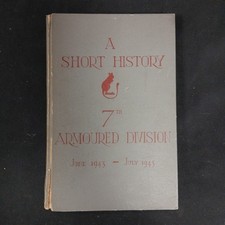 A
SHORT HISTORY
7TH
ARMOURED DIVISION
JUNE 1943 – JULY 1945